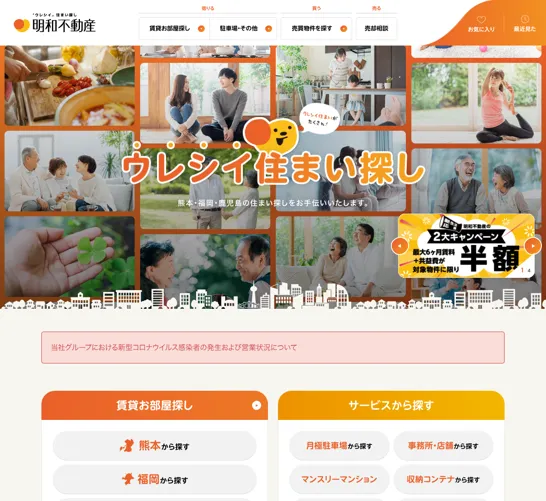 「ウレシイ」住まい探し
明和不動産
借りる
買う
売る
賃貸お部屋探し
駐車場・その他
売買物件を探す
売却相談
お気に入り
最近見た
ウレシイ住まいが
たくさん!
ウレシイ住まい探し
熊本・福岡・鹿児島の住まい探しをお手伝いいたします。
明和不動産の
2大キャンペーン
最大6ヶ月賃料
+共益費が
対象物件に限り
半額
1 4
当社グループにおける新型コロナウイルス感染者の発生および営業状況について
賃貸お部屋探し
熊本から探す
福岡から探す
サービスから探す
月極駐車場から探す
事務所・店舗から探す
マンスリーマンション
収納コンテナから探す